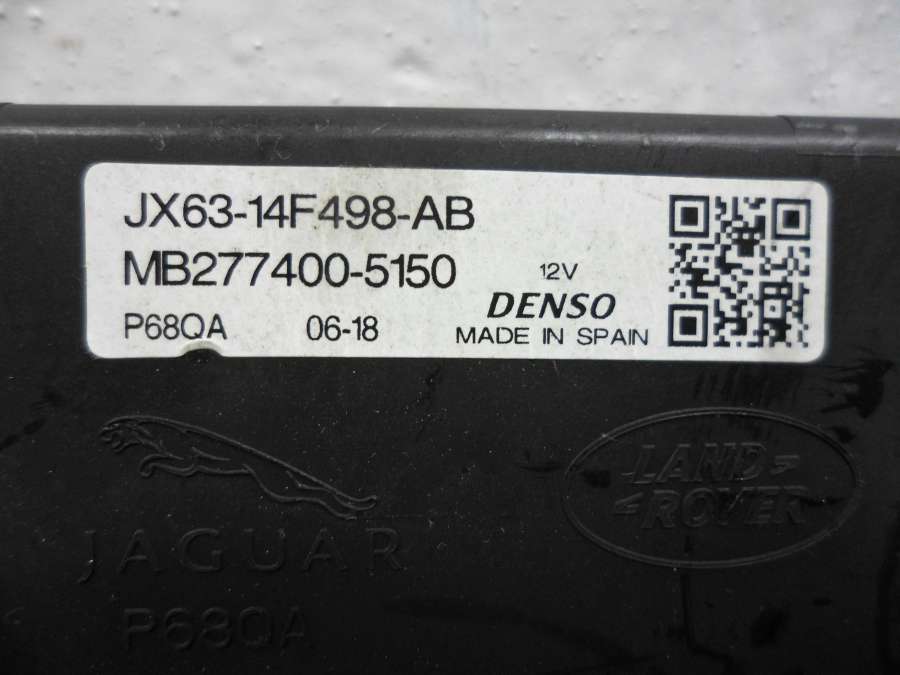 JX63-14F498-AB
MB277400-5150
12V
DENSO
P68QA 06-18 MADE IN SPAIN
LAND
ROVER
JAGUAR
P68QA